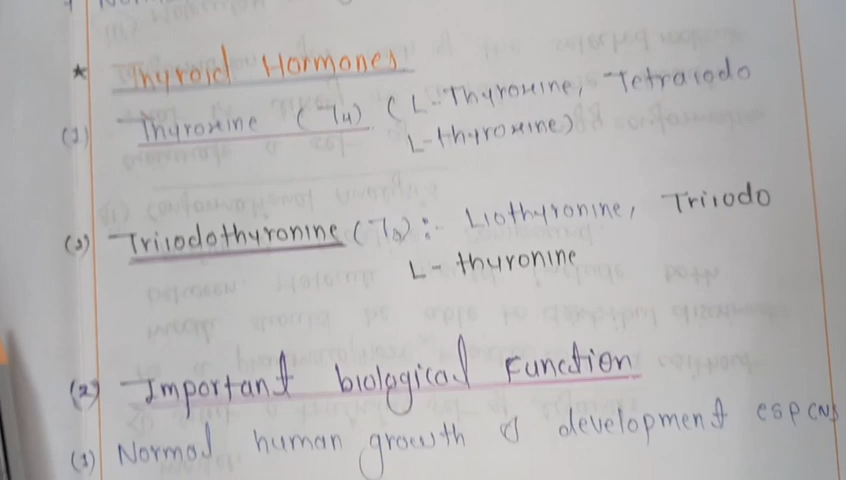 * Thyroid Hormones
(1) Thyroxine (T4) (L-Thyroxine, Tetraiodo
L-thyroxine)
(2) Triiodothyronine (T3): Liothyronine, Triiodo
L-thyronine
(2) Important biological Function
(1) Normal human growth & development esp CNS